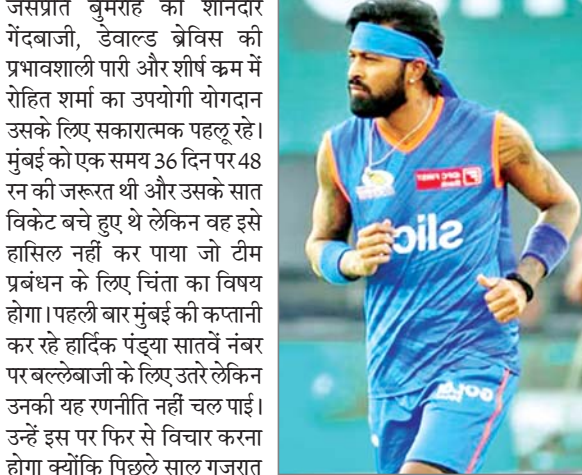 जसप्रीत बुमराह की शानदार
गेंदबाजी, डेवाल्ड ब्रेविस की
प्रभावशाली पारी और शीर्ष क्रम में
रोहित शर्मा का उपयोगी योगदान
उसके लिए सकारात्मक पहलू रहे।
मुंबई को एक समय 36 दिन पर 48
रन की जरूरत थी और उसके सात
विकेट बचे हुए थे लेकिन वह इसे
हासिल नहीं कर पाया जो टीम
प्रबंधन के लिए चिंता का विषय
होगा। पहली बार मुंबई की कप्तानी
कर रहे हार्दिक पंड्या सातवें नंबर
पर बल्लेबाजी के लिए उतरे लेकिन
उनकी यह रणनीति नहीं चल पाई।
उन्हें इस पर फिर से विचार करना
होगा क्योंकि पिछले साल गुजरात
IDFC FIRST
Bank
slice